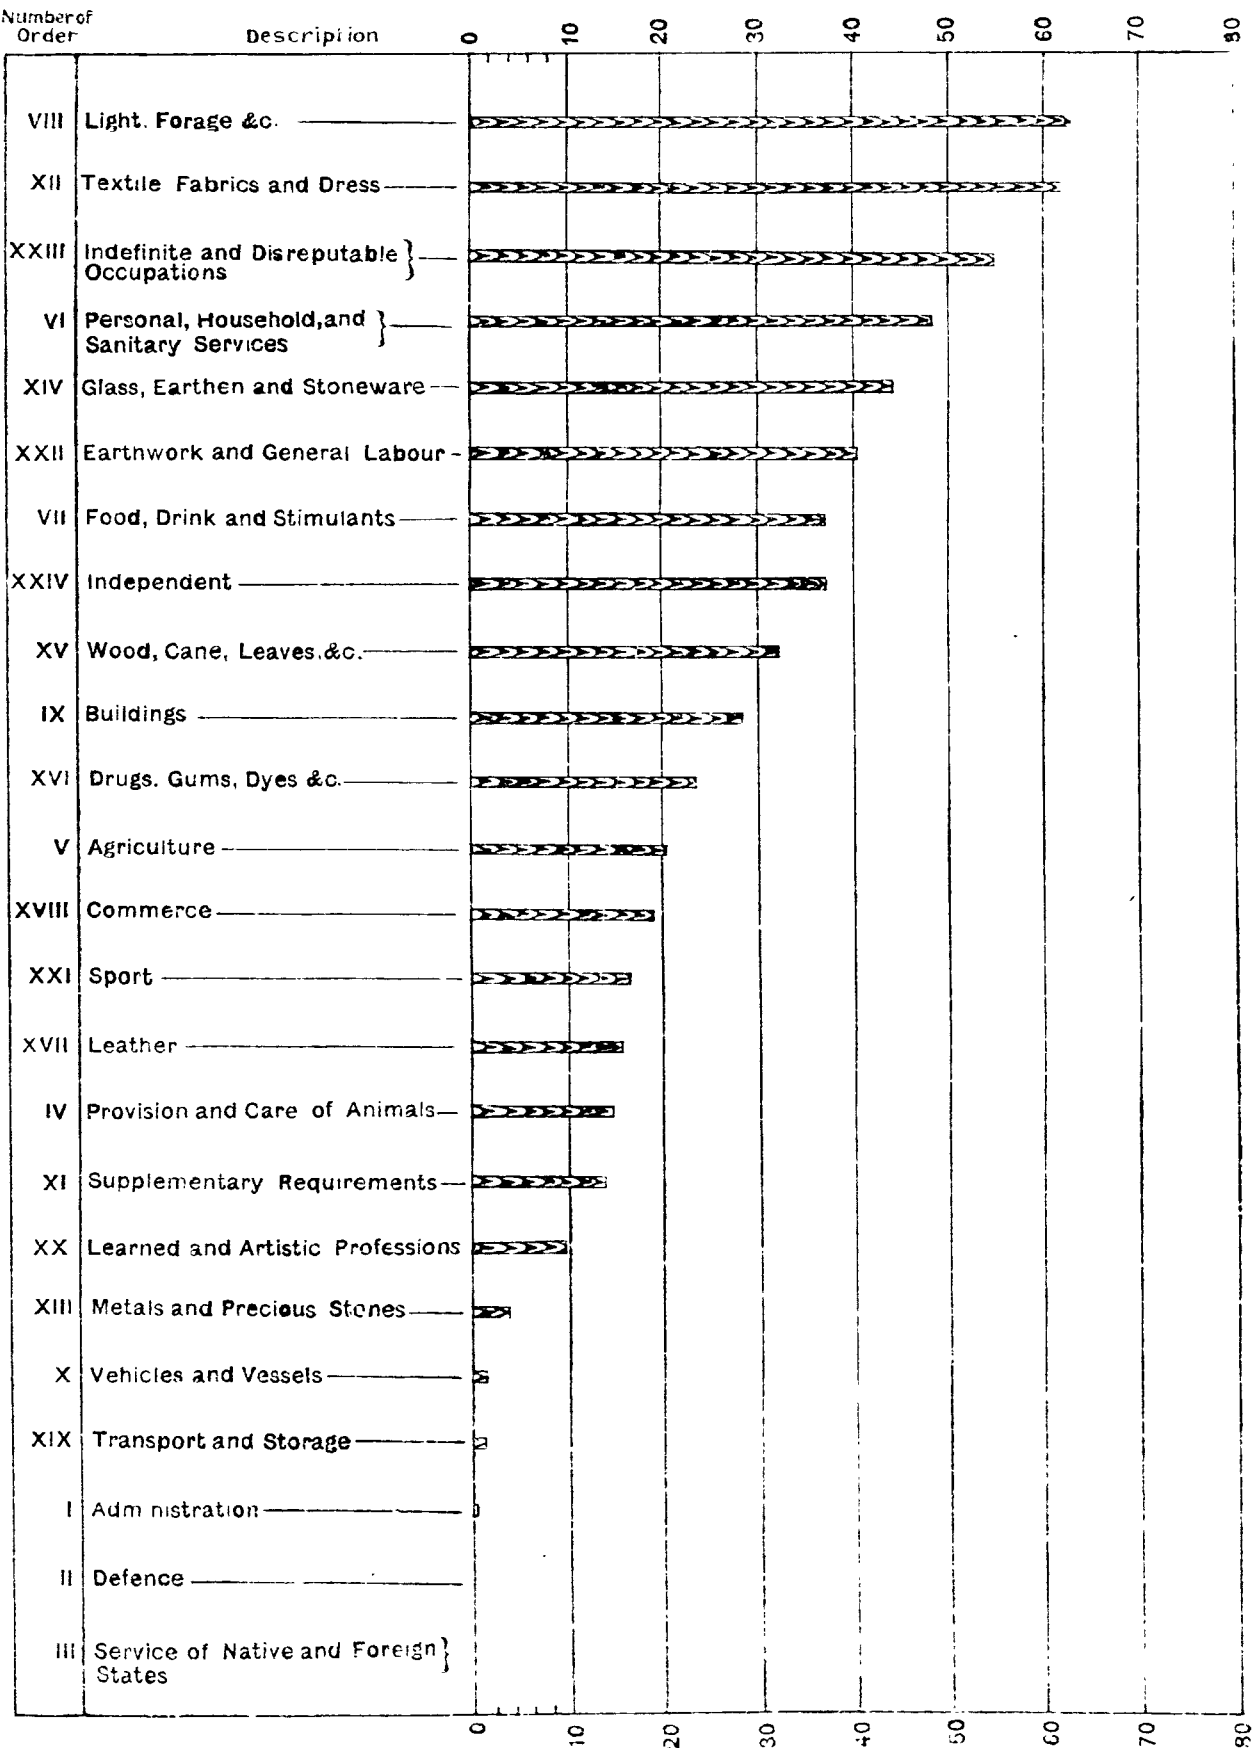 Number of
Order Description 0 10 20 30 40 50 60 70 80
VIII Light. Forage &c.
XII Textile Fabrics and Dress
XXIII Indefinite and Disreputable
Occupations
VI Personal, Household, and
Sanitary Services
XIV Glass, Earthen and Stoneware
XXII Earthwork and General Labour
VII Food, Drink and Stimulants
XXIV Independent
XV Wood, Cane, Leaves, &c.
IX Buildings
XVI Drugs. Gums, Dyes &c.
V Agriculture
XVIII Commerce
XXI Sport
XVII Leather
IV Provision and Care of Animals
XI Supplementary Requirements
XX Learned and Artistic Professions
XIII Metals and Precious Stones
X Vehicles and Vessels
XIX Transport and Storage
I Adm nistration
II Defence
III Service of Native and Foreign
States
0 10 20 30 40 50 60 70 80